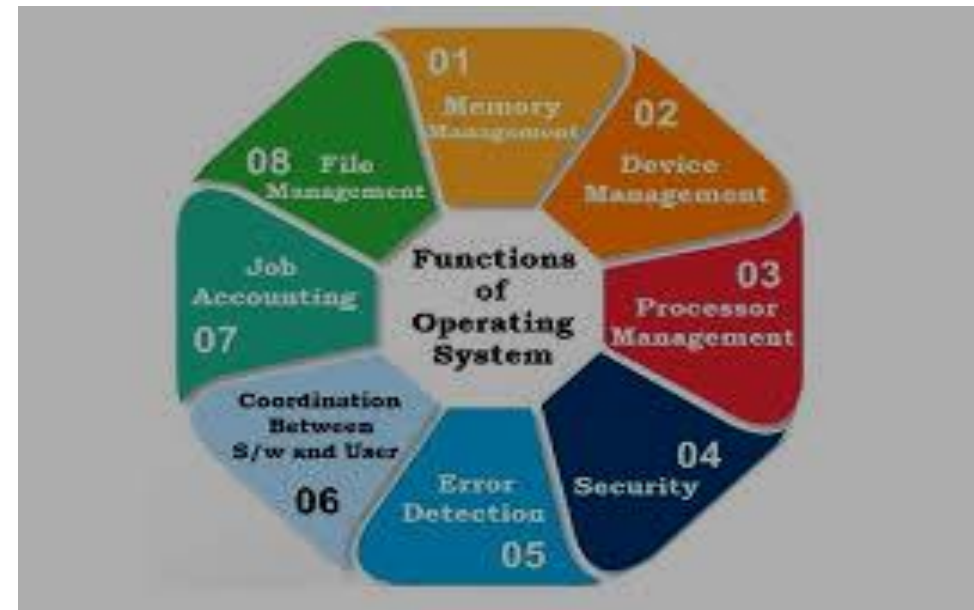 01
Memory
Management
02
Device
Management
03
Processor
Management
04
Security
Error
Detection
05
Coordination
Between
S/w and User
06
Job
Accounting
07
08 File
Management
Functions
of
Operating
System